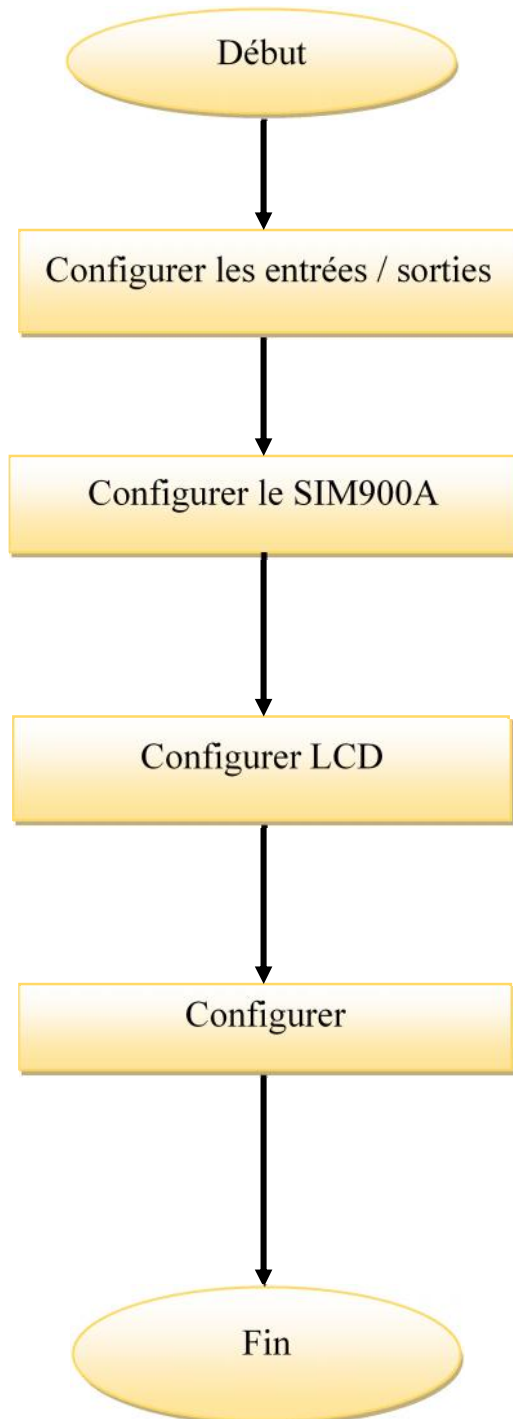 Début
Configurer les entrées / sorties
Configurer le SIM900A
Configurer LCD
Configurer
Fin